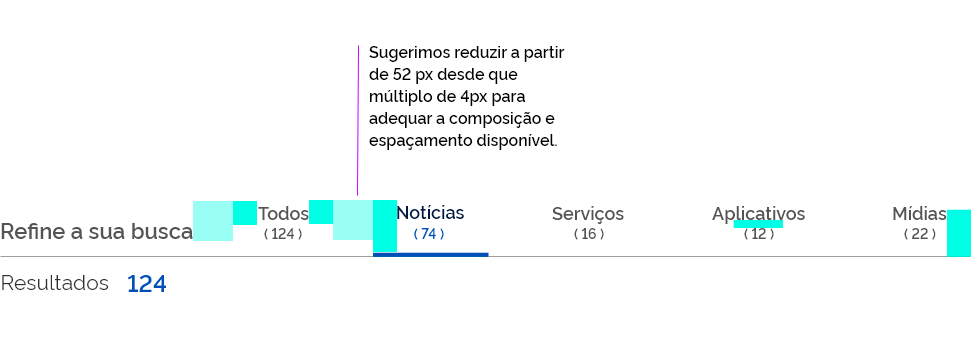 Sugerimos reduzir a partir
de 52 px desde que
múltiplo de 4px para
adequar a composição e
espaçamento disponível.
Refine a sua busca
Todos
( 124 )
Notícias
( 74 )
Serviços
( 16 )
Aplicativos
( 12 )
Mídias
( 22 )
Resultados 124